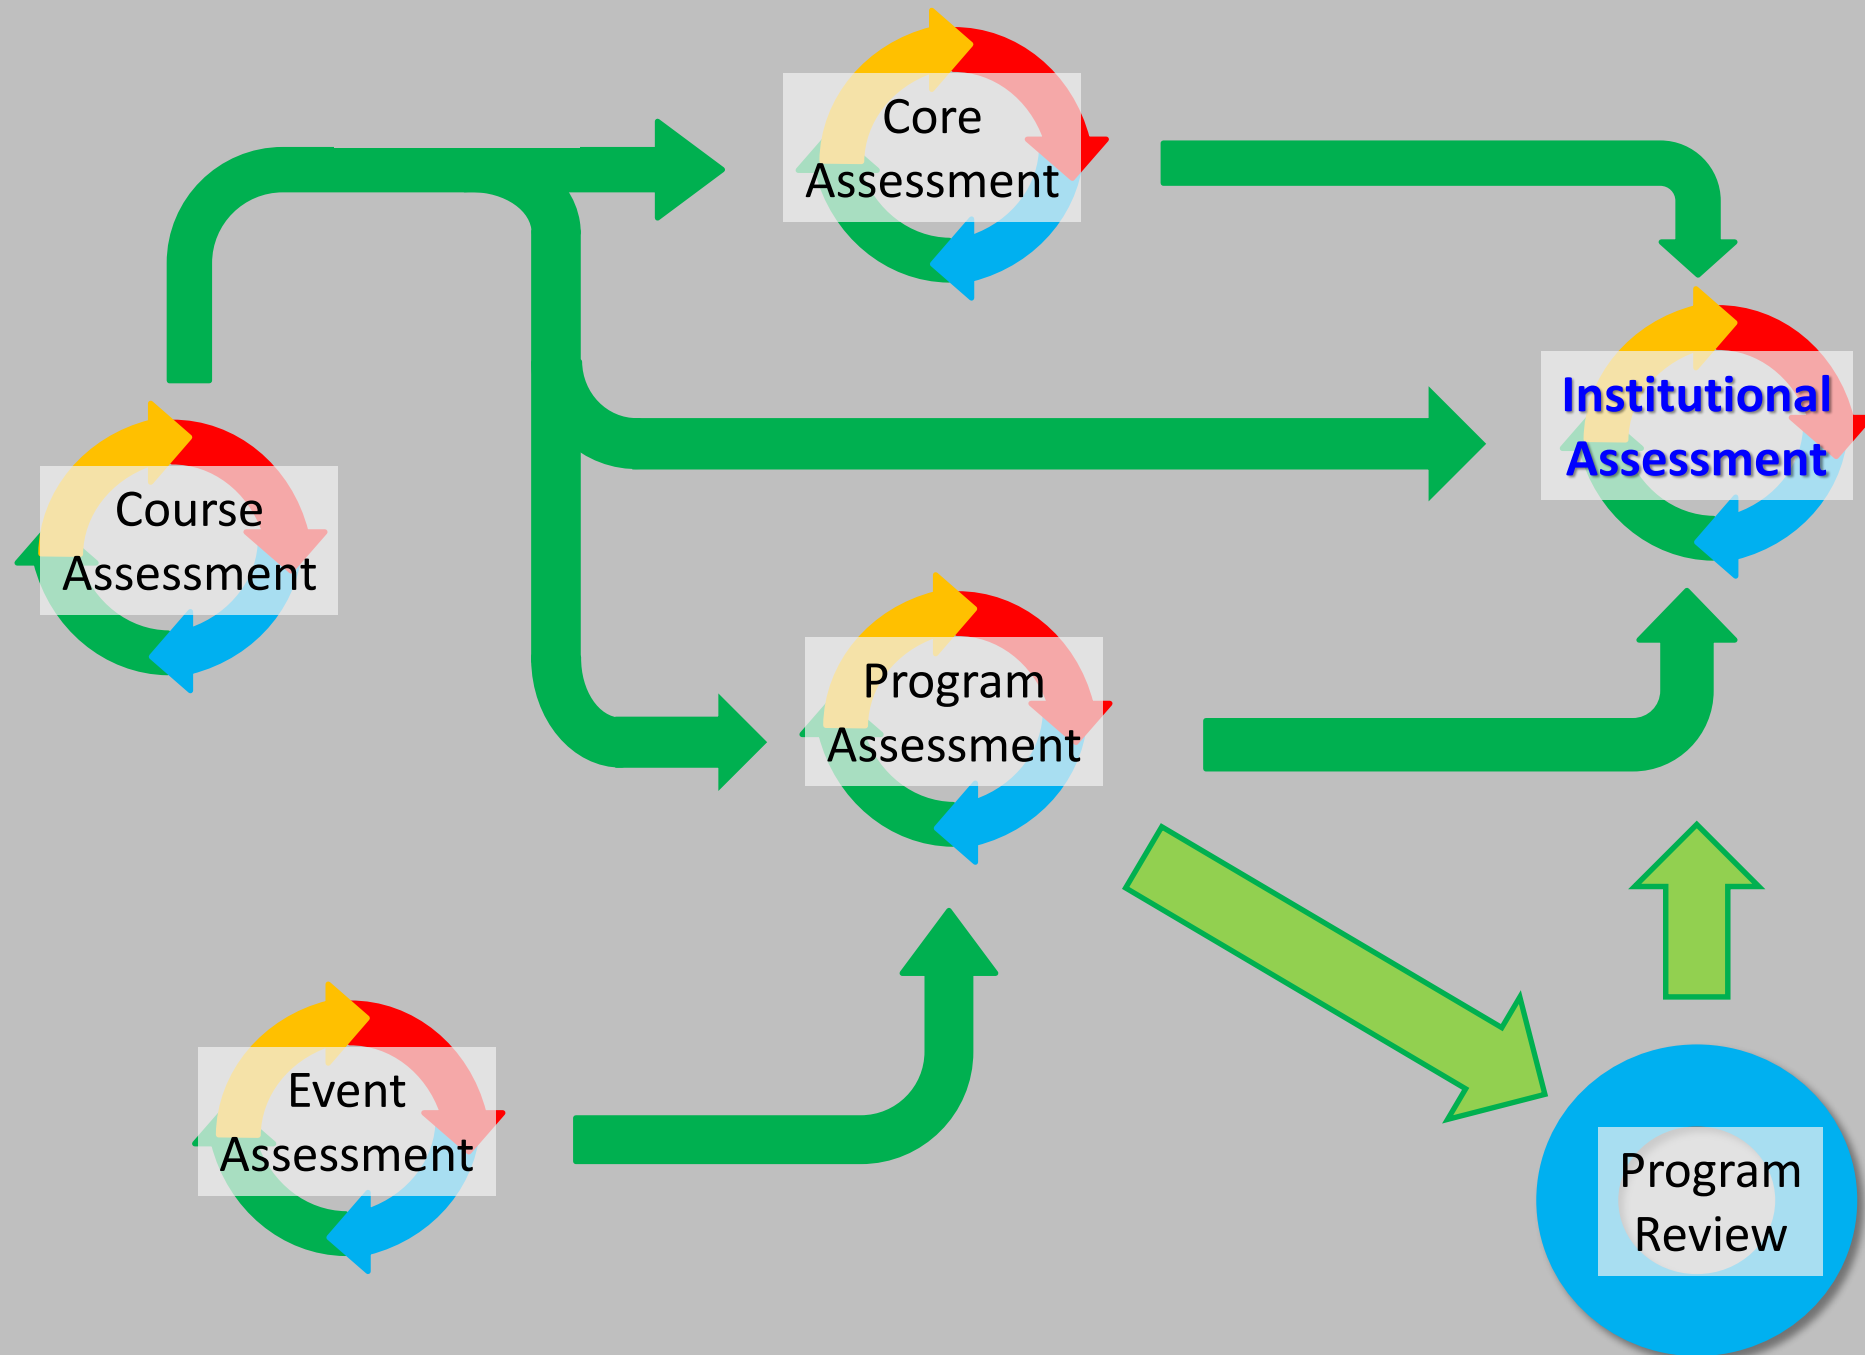 Core
Assessment
Institutional
Assessment
Course
Assessment
Program
Assessment
Event
Assessment
Program
Review